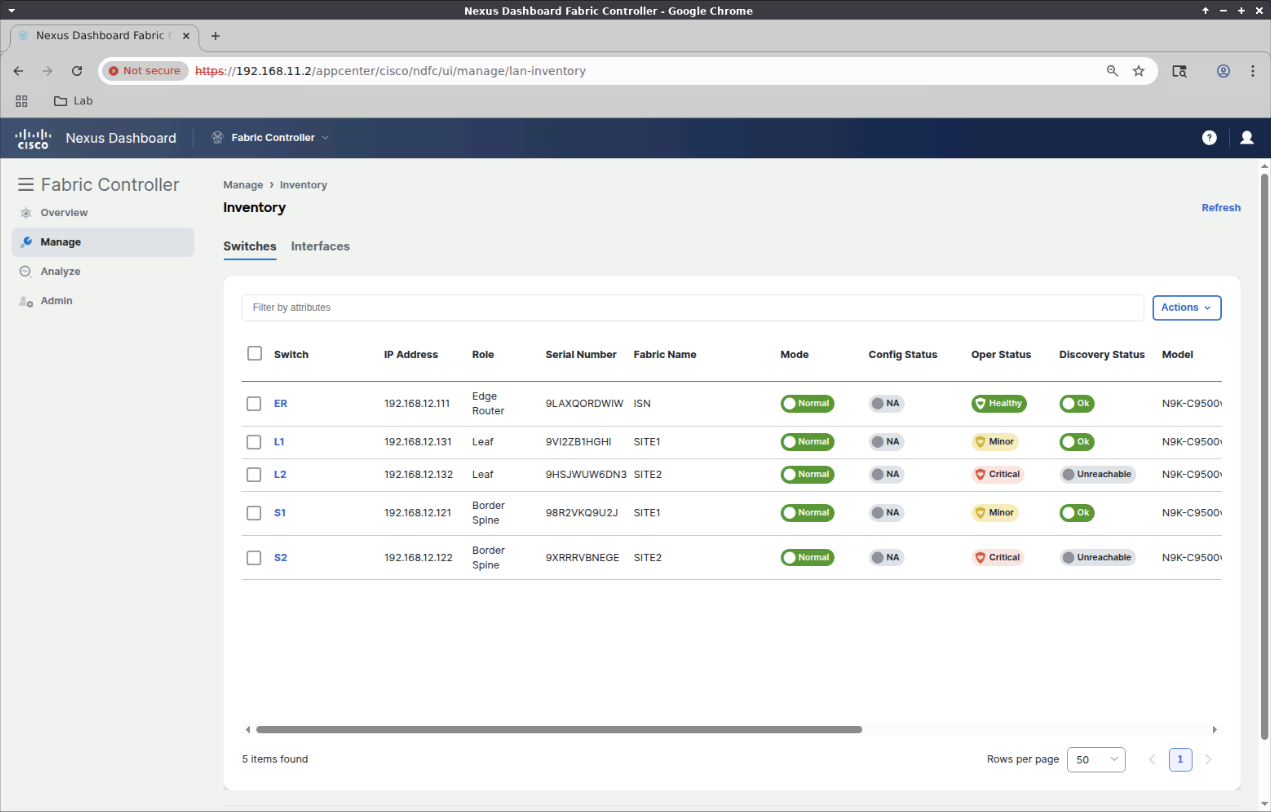 Nexus Dashboard Fabric Controller - Google Chrome
Nexus Dashboard Fabric C
Not secure https://192.168.11.2/appcenter/cisco/ndfc/ui/manage/lan-inventory
Lab
CISCO Nexus Dashboard Fabric Controller ?
Fabric Controller
Overview
Manage
Analyze
Admin
Manage > Inventory
Inventory Refresh
Switches Interfaces
Filter by attributes Actions
Switch IP Address Role Serial Number Fabric Name Mode Config Status Oper Status Discovery Status Model
ER 192.168.12.111 Edge Router 9LAXQORDWIW ISN Normal NA Healthy Ok N9K-C9500v
L1 192.168.12.131 Leaf 9VI2ZB1HGHI SITE1 Normal NA Minor Ok N9K-C9500v
L2 192.168.12.132 Leaf 9HSJWUW6DN3 SITE2 Normal NA Critical Unreachable N9K-C9500v
S1 192.168.12.121 Border Spine 98R2VKQ9U2J SITE1 Normal NA Minor Ok N9K-C9500v
S2 192.168.12.122 Border Spine 9XRRRVBNEGE SITE2 Normal NA Critical Unreachable N9K-C9500v
5 items found Rows per page 50 1